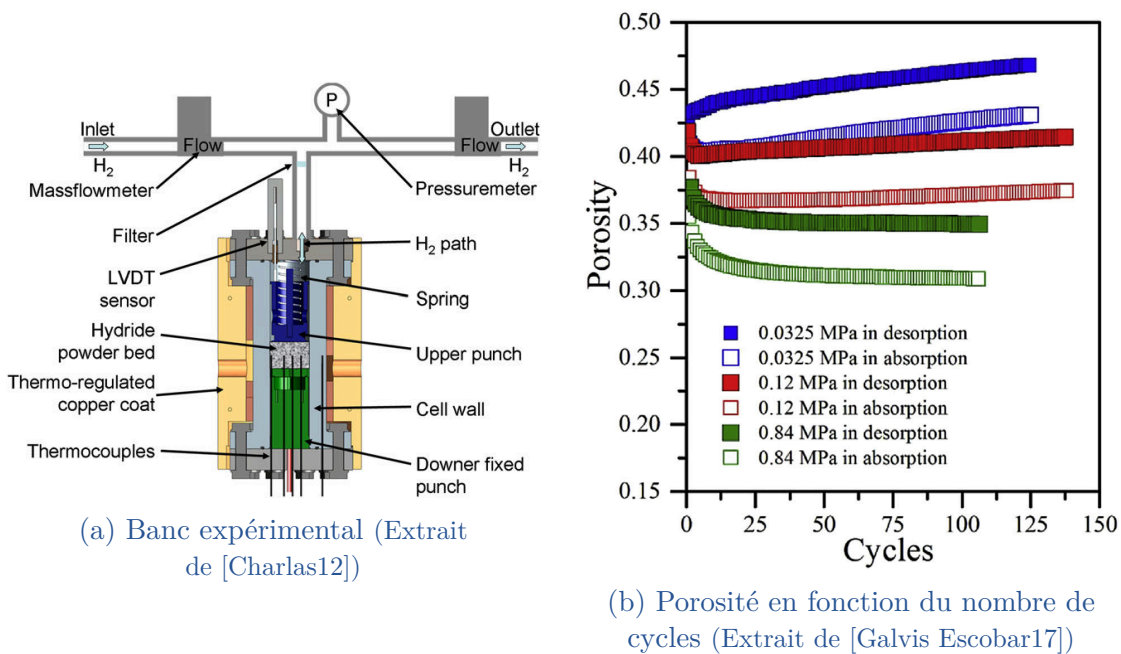 P
Inlet
Outlet
Flow
Flow
H2
H2
Massflowmeter
Pressuremeter
Filter
H2 path
LVDT
sensor
Spring
Hydride
powder bed
Upper punch
Thermo-regulated
copper coat
Cell wall
Thermocouples
Downer fixed
punch
(a) Banc expérimental (Extrait
de [Charlas12])
0.50
0.45
0.40
0.35
0.30
0.25
0.20
0.15
Porosity
0.0325 MPa in desorption
0.0325 MPa in absorption
0.12 MPa in desorption
0.12 MPa in absorption
0.84 MPa in desorption
0.84 MPa in absorption
0 25 50 75 100 125 150
Cycles
(b) Porosité en fonction du nombre de
cycles (Extrait de [Galvis Escobar17])